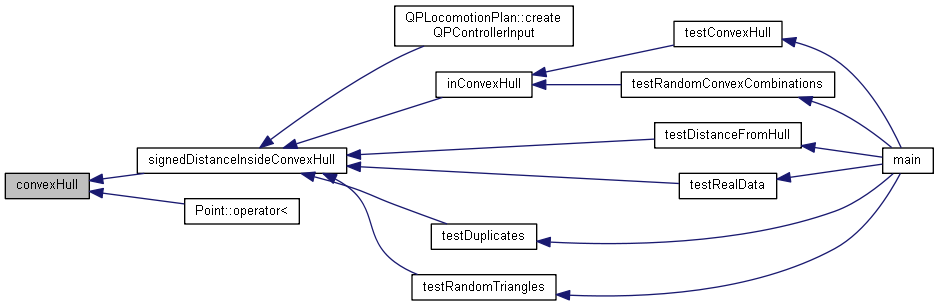 QPLocomotionPlan::create
QPControllerInput
testConvexHull
inConvexHull
testRandomConvexCombinations
testDistanceFromHull
signedDistanceInsideConvexHull
main
convexHull
testRealData
Point::operator<
testDuplicates
testRandomTriangles